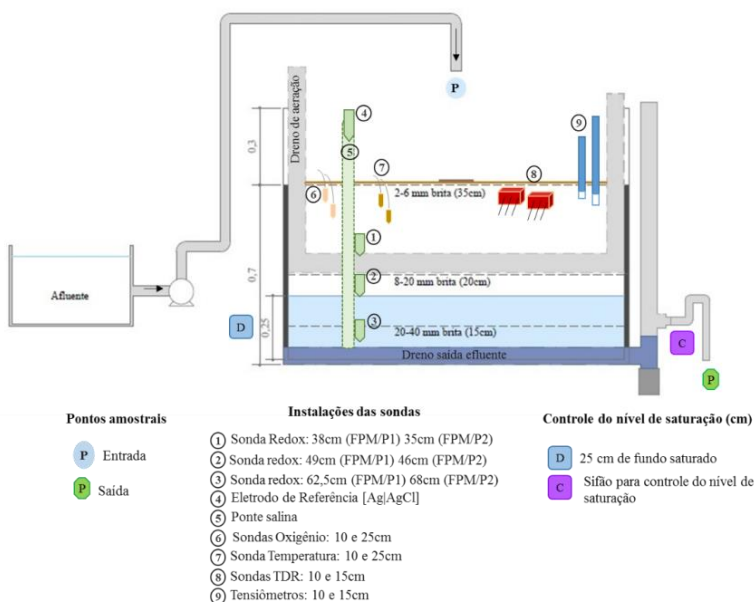 P
Dreno de aeração
0,3
0,7
0,25
4
5
6
7
8
9
1
2
3
2-6 mm brita (35cm)
8-20 mm brita (20cm)
20-40 mm brita (15cm)
Afluente
D
Dreno saída efluente
C
P
Pontos amostrais
P Entrada
P Saída
Instalações das sondas
1 Sonda Redox: 38cm (FPM/P1) 35cm (FPM/P2)
2 Sonda redox: 49cm (FPM/P1) 46cm (FPM/P2)
3 Sonda redox: 62,5cm (FPM/P1) 68cm (FPM/P2)
4 Eletrodo de Referência [Ag|AgCl]
5 Ponte salina
6 Sondas Oxigênio: 10 e 25cm
7 Sonda Temperatura: 10 e 25cm
8 Sondas TDR: 10 e 15cm
9 Tensiômetros: 10 e 15cm
Controle do nível de saturação (cm)
D 25 cm de fundo saturado
C Sifão para controle do nível de
saturação